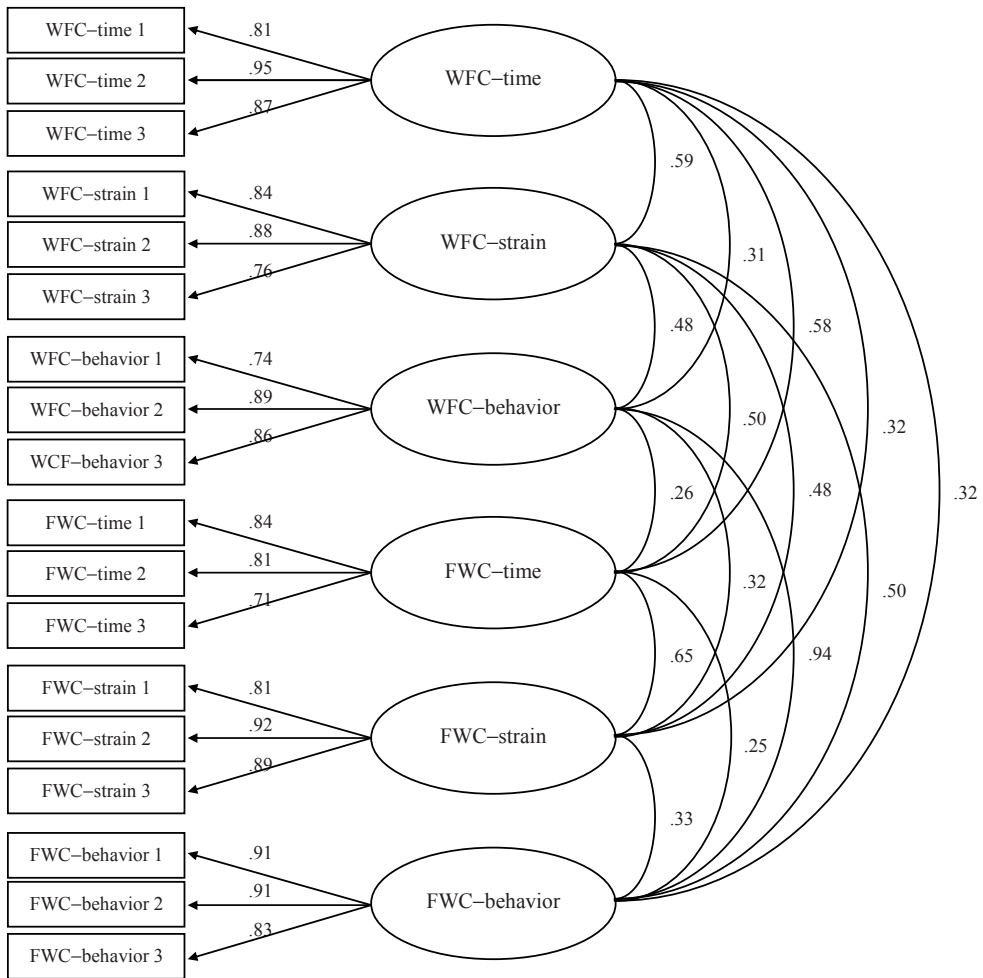 WFC−time 1
.81
WFC−time 2
.95
WFC−time 3
.87
WFC−time
.59
WFC−strain 1
.84
WFC−strain 2
.88
WFC−strain 3
.76
WFC−strain
.31
.48
.58
WFC−behavior 1
.74
WFC−behavior 2
.89
WCF−behavior 3
.86
WFC−behavior
.50
.32
.26
.48
.32
FWC−time 1
.84
FWC−time 2
.81
FWC−time 3
.71
FWC−time
.32
.50
.65
.94
FWC−strain 1
.81
FWC−strain 2
.92
FWC−strain 3
.89
FWC−strain
.25
.33
FWC−behavior 1
.91
FWC−behavior 2
.91
FWC−behavior 3
.83
FWC−behavior